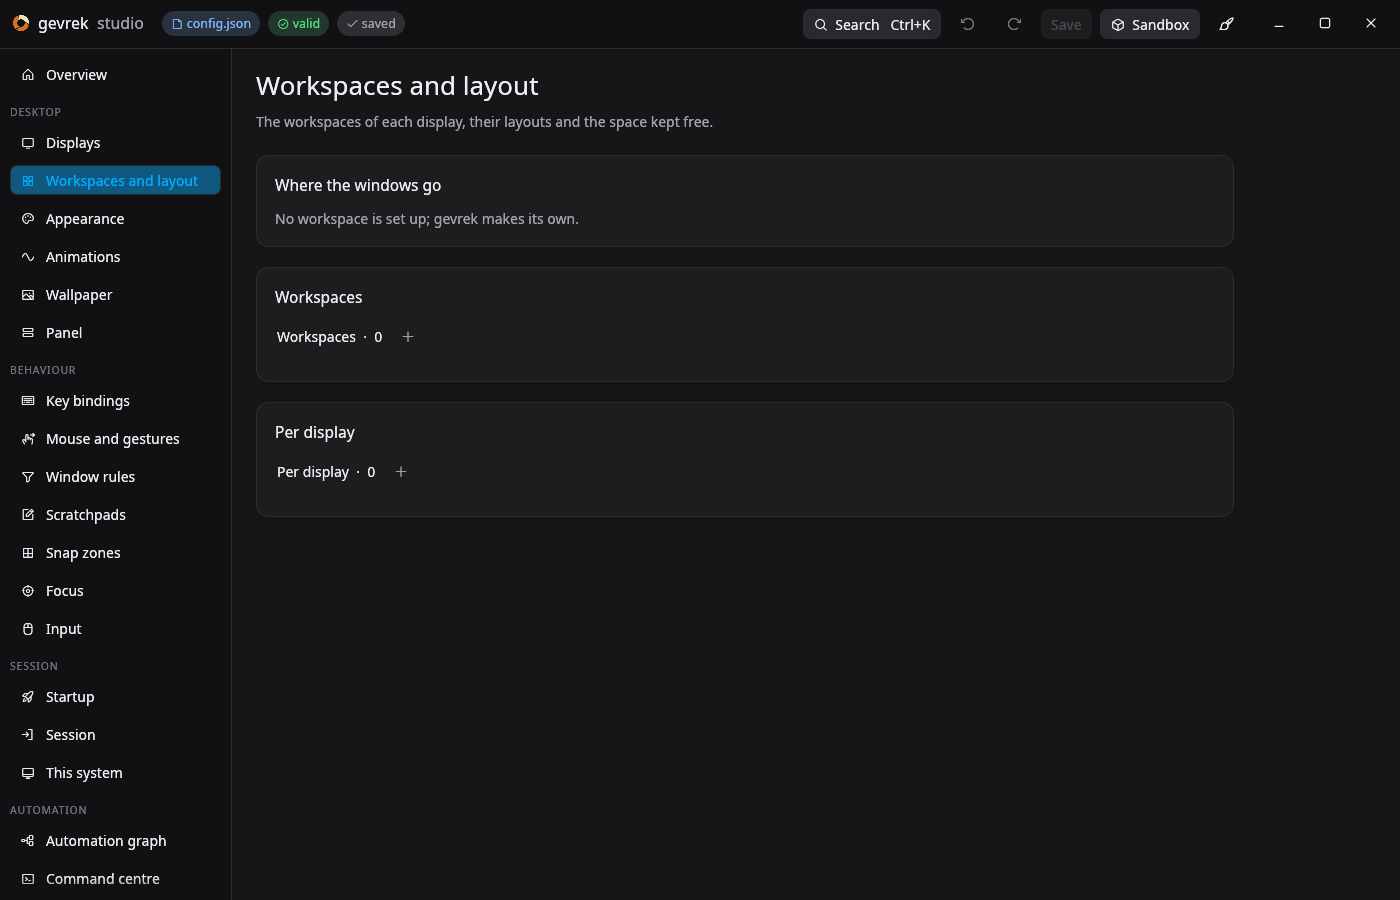 gevrek studio config.json valid saved Search Ctrl+K Save Sandbox
Overview
DESKTOP
Displays
Workspaces and layout
Appearance
Animations
Wallpaper
Panel
BEHAVIOUR
Key bindings
Mouse and gestures
Window rules
Scratchpads
Snap zones
Focus
Input
SESSION
Startup
Session
This system
AUTOMATION
Automation graph
Command centre
Workspaces and layout
The workspaces of each display, their layouts and the space kept free.
Where the windows go
No workspace is set up; gevrek makes its own.
Workspaces
Workspaces · 0
Per display
Per display · 0